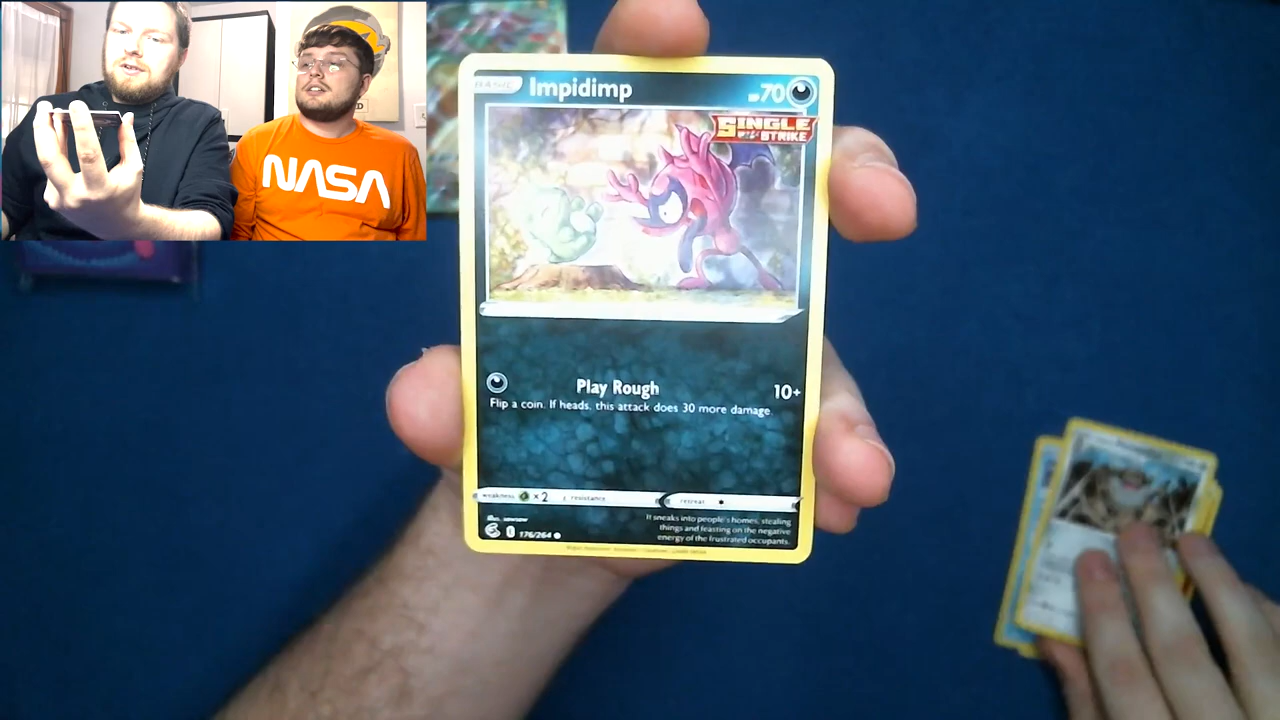 NASA
BASIC
Impidimp
HP70
SINGLE
STRIKE
Play Rough
10+
Flip a coin. If heads, this attack does 30 more damage.
weakness ×2 resistance retreat
Illus. sowsow
176/264
It sneaks into people's homes, stealing
things and feasting on the negative
energy of the frustrated occupants.